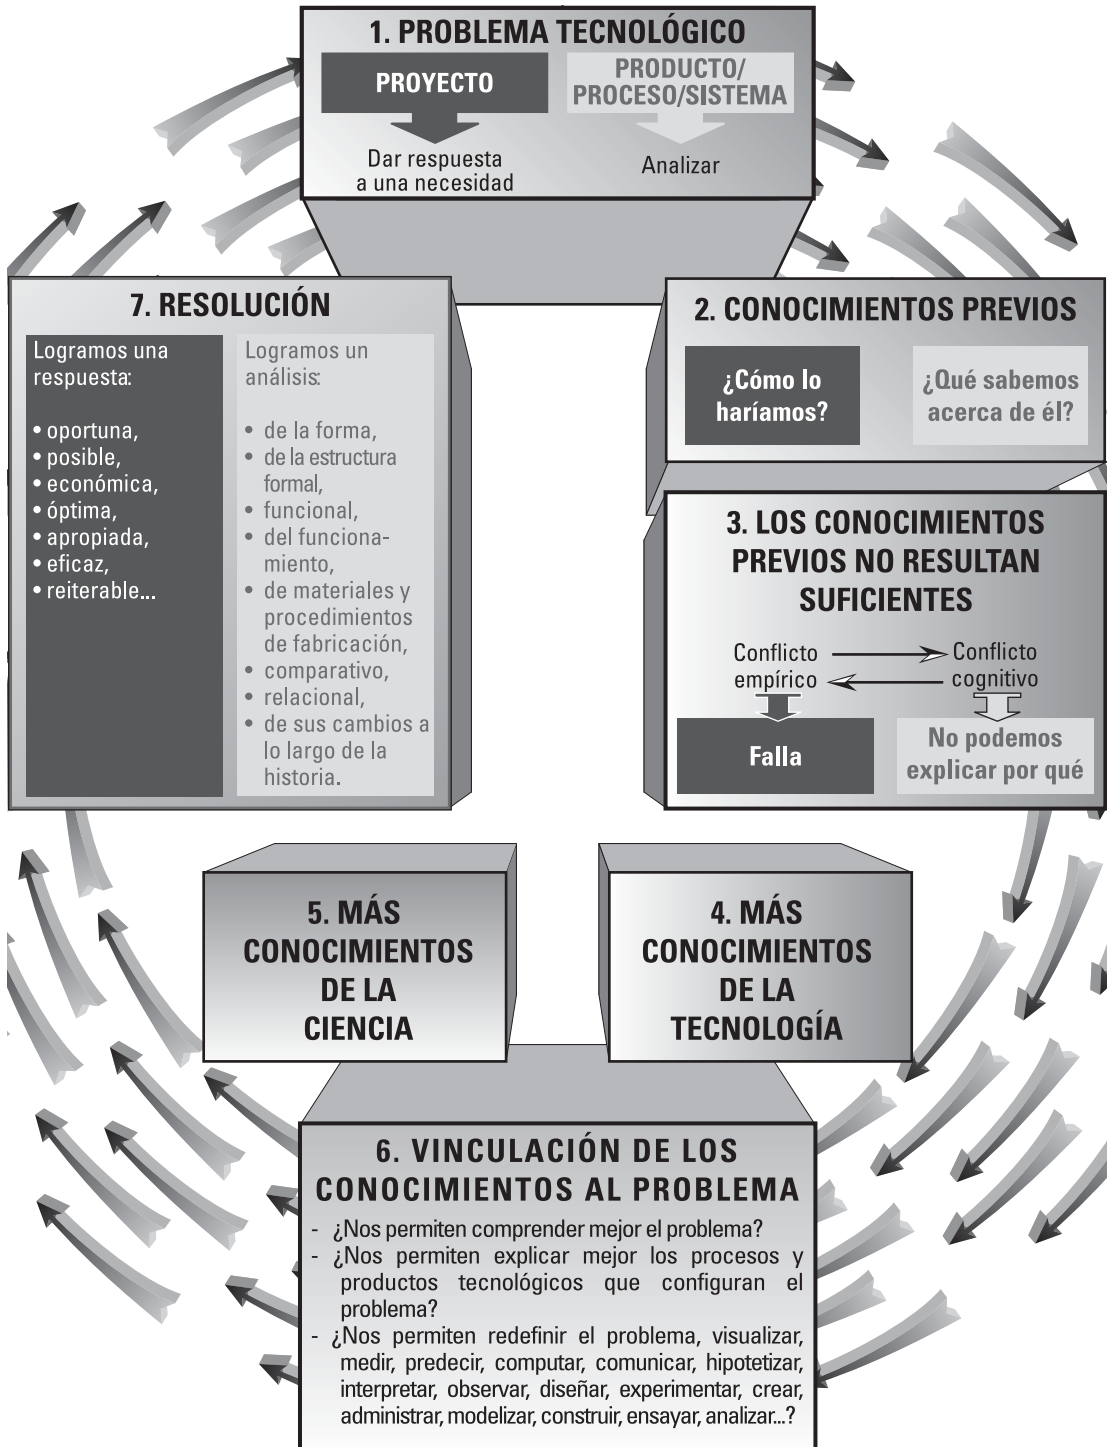 1. PROBLEMA TECNOLÓGICO
PROYECTO
Dar respuesta
a una necesidad
PRODUCTO/
PROCESO/SISTEMA
Analizar
2. CONOCIMIENTOS PREVIOS
¿Cómo lo
haríamos?
¿Qué sabemos
acerca de él?
3. LOS CONOCIMIENTOS
PREVIOS NO RESULTAN
SUFICIENTES
Conflicto
empírico
Conflicto
cognitivo
Falla
No podemos
explicar por qué
4. MÁS
CONOCIMIENTOS
DE LA
TECNOLOGÍA
5. MÁS
CONOCIMIENTOS
DE LA
CIENCIA
6. VINCULACIÓN DE LOS
CONOCIMIENTOS AL PROBLEMA
- ¿Nos permiten comprender mejor el problema?
- ¿Nos permiten explicar mejor los procesos y
productos tecnológicos que configuran el
problema?
- ¿Nos permiten redefinir el problema, visualizar,
medir, predecir, computar, comunicar, hipotetizar,
interpretar, observar, diseñar, experimentar, crear,
administrar, modelizar, construir, ensayar, analizar...?
7. RESOLUCIÓN
Logramos una
respuesta:
• oportuna,
• posible,
• económica,
• óptima,
• apropiada,
• eficaz,
• reiterable...
Logramos un
análisis:
• de la forma,
• de la estructura
formal,
• funcional,
• del funciona-
miento,
• de materiales y
procedimientos
de fabricación,
• comparativo,
• relacional,
• de sus cambios a
lo largo de la
historia.